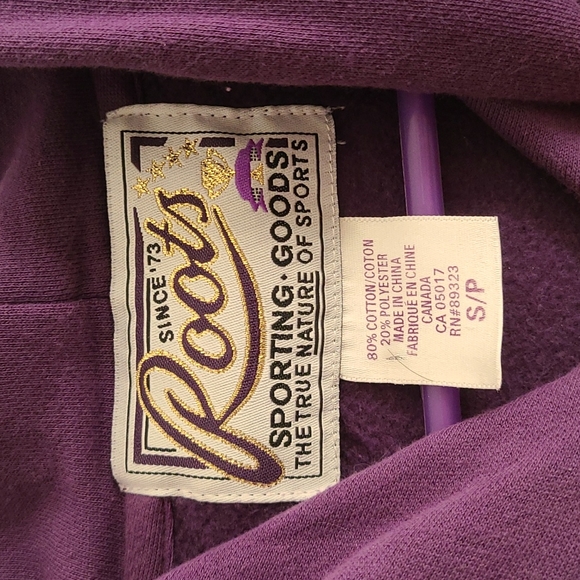 SINCE '73
Roots
SPORTING · GOODS
THE TRUE NATURE OF SPORTS
80% COTTON/COTON
20% POLYESTER
MADE IN CHINA
FABRIQUE EN CHINE
CANADA
CA 05017
RN#89323
S/P